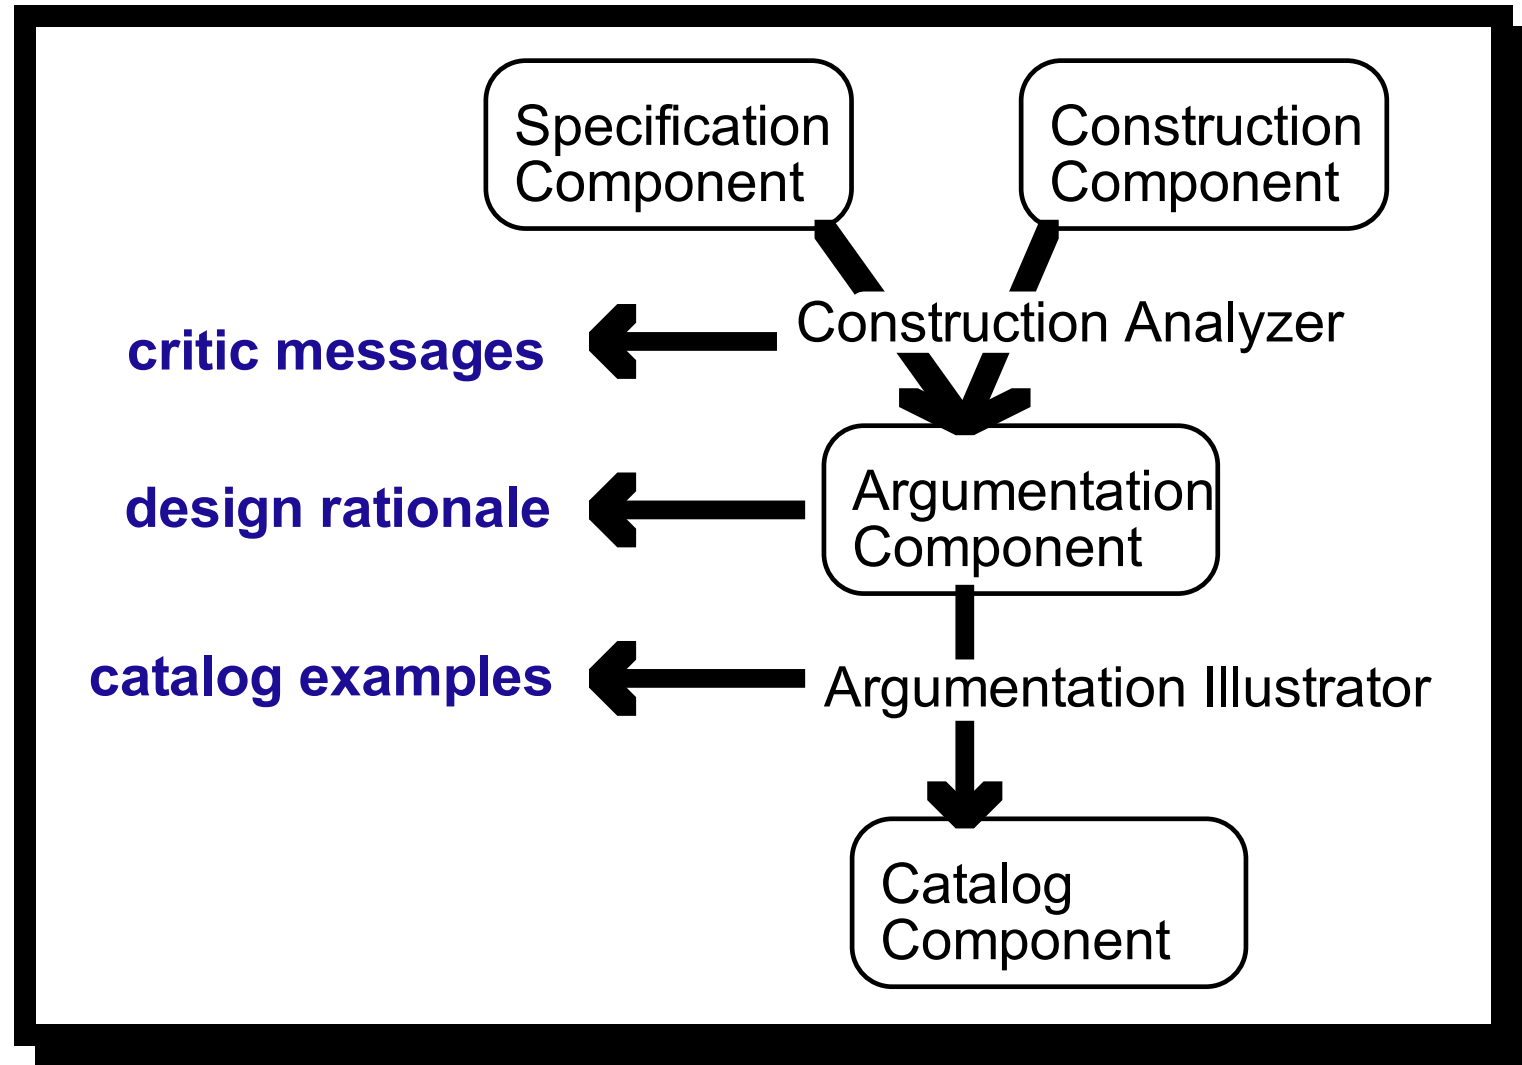 Specification
Component
Construction
Component
Construction Analyzer
critic messages
Argumentation
Component
design rationale
catalog examples
Argumentation Illustrator
Catalog
Component